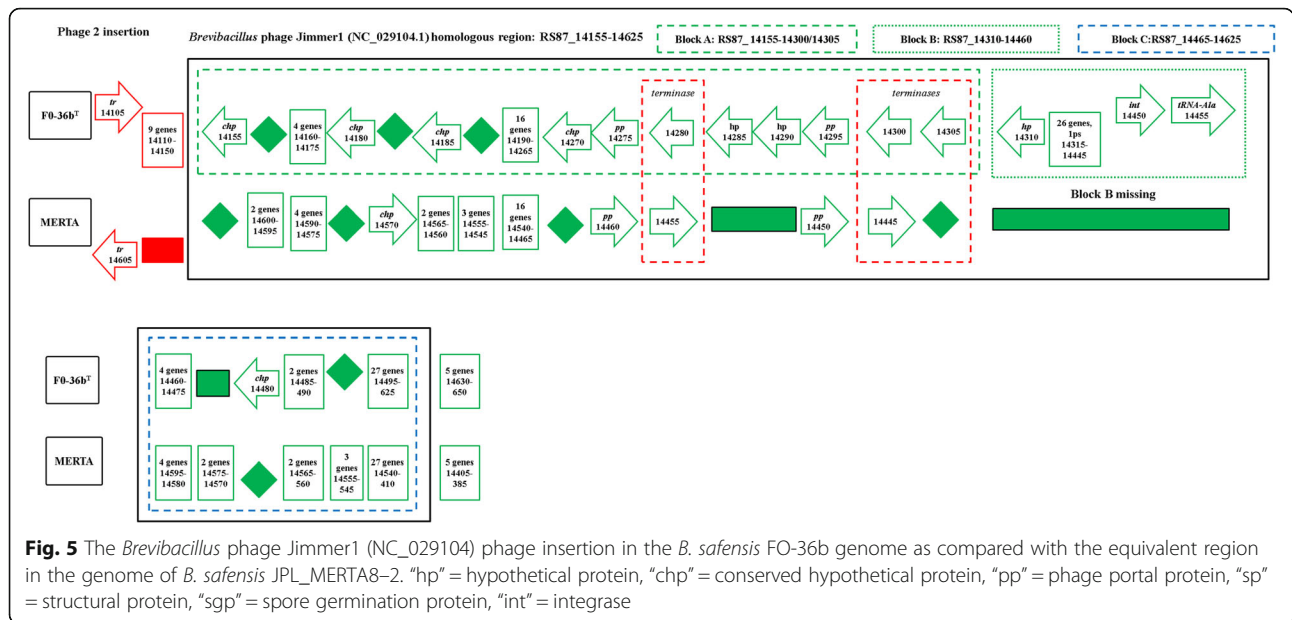 Phage 2 insertion
Brevibacillus phage Jimmer1 (NC_029104.1) homologous region: RS87_14155-14625
Block A: RS87_14155-14300/14305
Block B: RS87_14310-14460
Block C:RS87_14465-14625
F0-36bᵀ
tr
14105
9 genes
14110-
14150
chp
14155
4 genes
14160-
14175
chp
14180
chp
14185
16
genes
14190-
14265
chp
14270
pp
14275
terminase
14280
hp
14285
hp
14290
pp
14295
terminases
14300
14305
hp
14310
26 genes,
1ps
14315-
14445
int
14450
tRNA-Ala
14455
MERTA
tr
14605
2 genes
14600-
14595
4 genes
14590-
14575
chp
14570
2 genes
14565-
14560
3 genes
14555-
14545
16
genes
14540-
14465
pp
14460
14455
pp
14450
14445
Block B missing
F0-36bᵀ
4 genes
14460-
14475
chp
14480
2 genes
14485-
490
27 genes
14495-
625
5 genes
14630-
650
MERTA
4 genes
14595-
14580
2 genes
14575-
14570
2 genes
14565-
560
3
genes
14555-
545
27 genes
14540-
410
5 genes
14405-
385
Fig. 5 The Brevibacillus phage Jimmer1 (NC_029104) phage insertion in the B. safensis FO-36b genome as compared with the equivalent region
in the genome of B. safensis JPL_MERTA8–2. “hp” = hypothetical protein, “chp” = conserved hypothetical protein, “pp” = phage portal protein, “sp”
= structural protein, “sgp” = spore germination protein, “int” = integrase